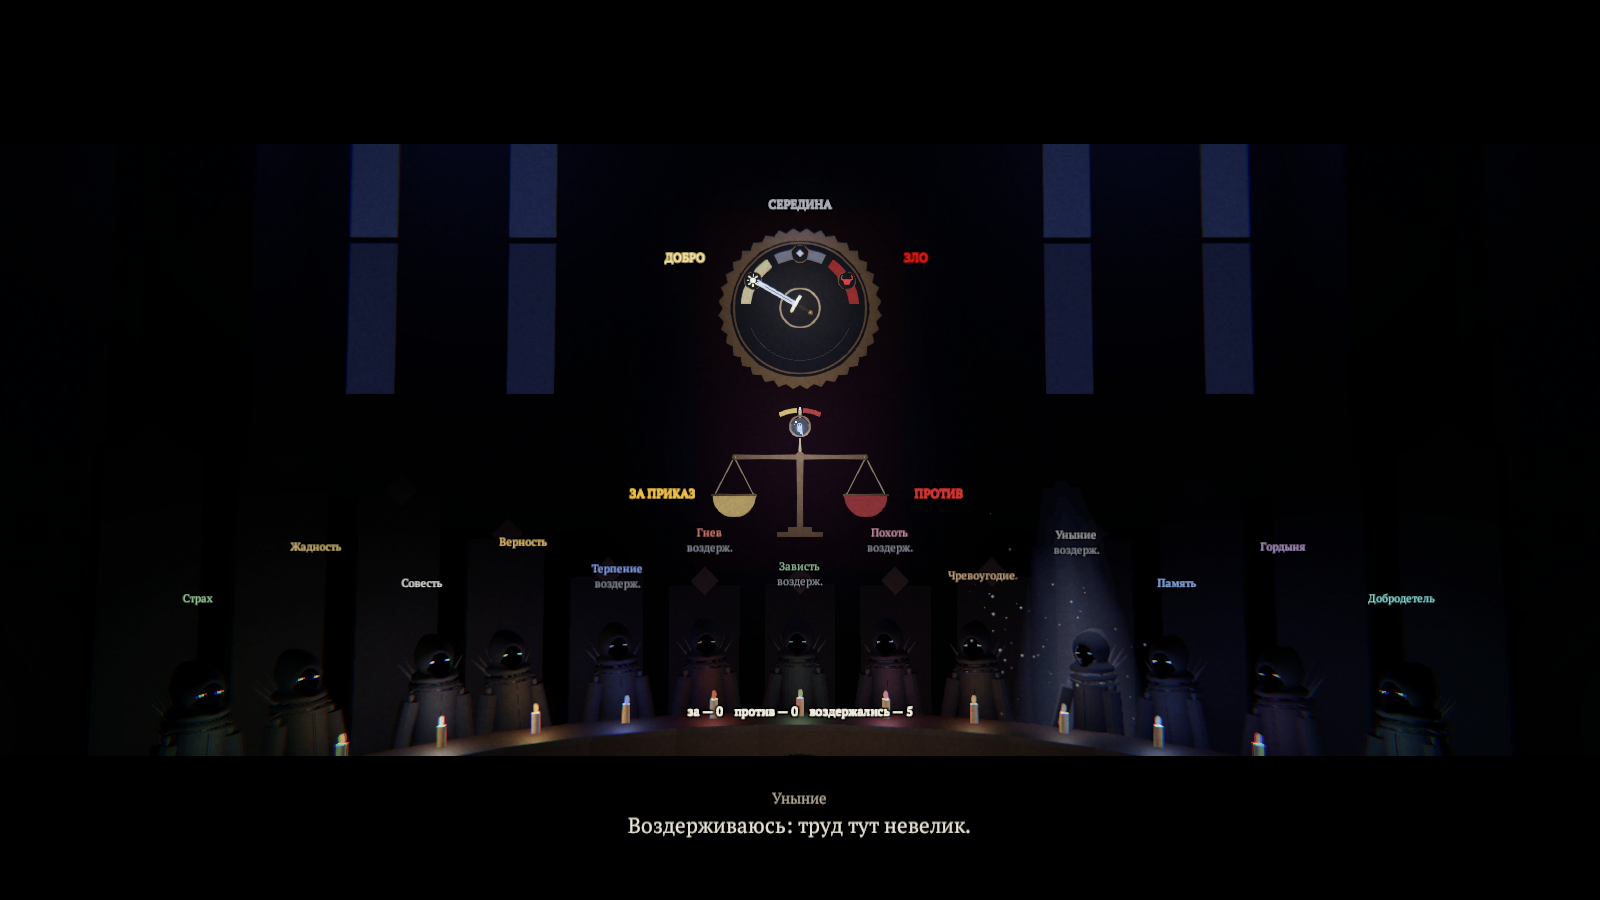 СЕРЕДИНА
ДОБРО
ЗЛО
ЗА ПРИКАЗ
ПРОТИВ
Гнев
воздерж.
Похоть
воздерж.
Уныние
воздерж.
Жадность
Верность
Гордыня
Терпение
воздерж.
Зависть
воздерж.
Чревоугодие.
Совесть
Память
Страх
Добродетель
за — 0 против — 0 воздержались — 5
Уныние
Воздерживаюсь: труд тут невелик.